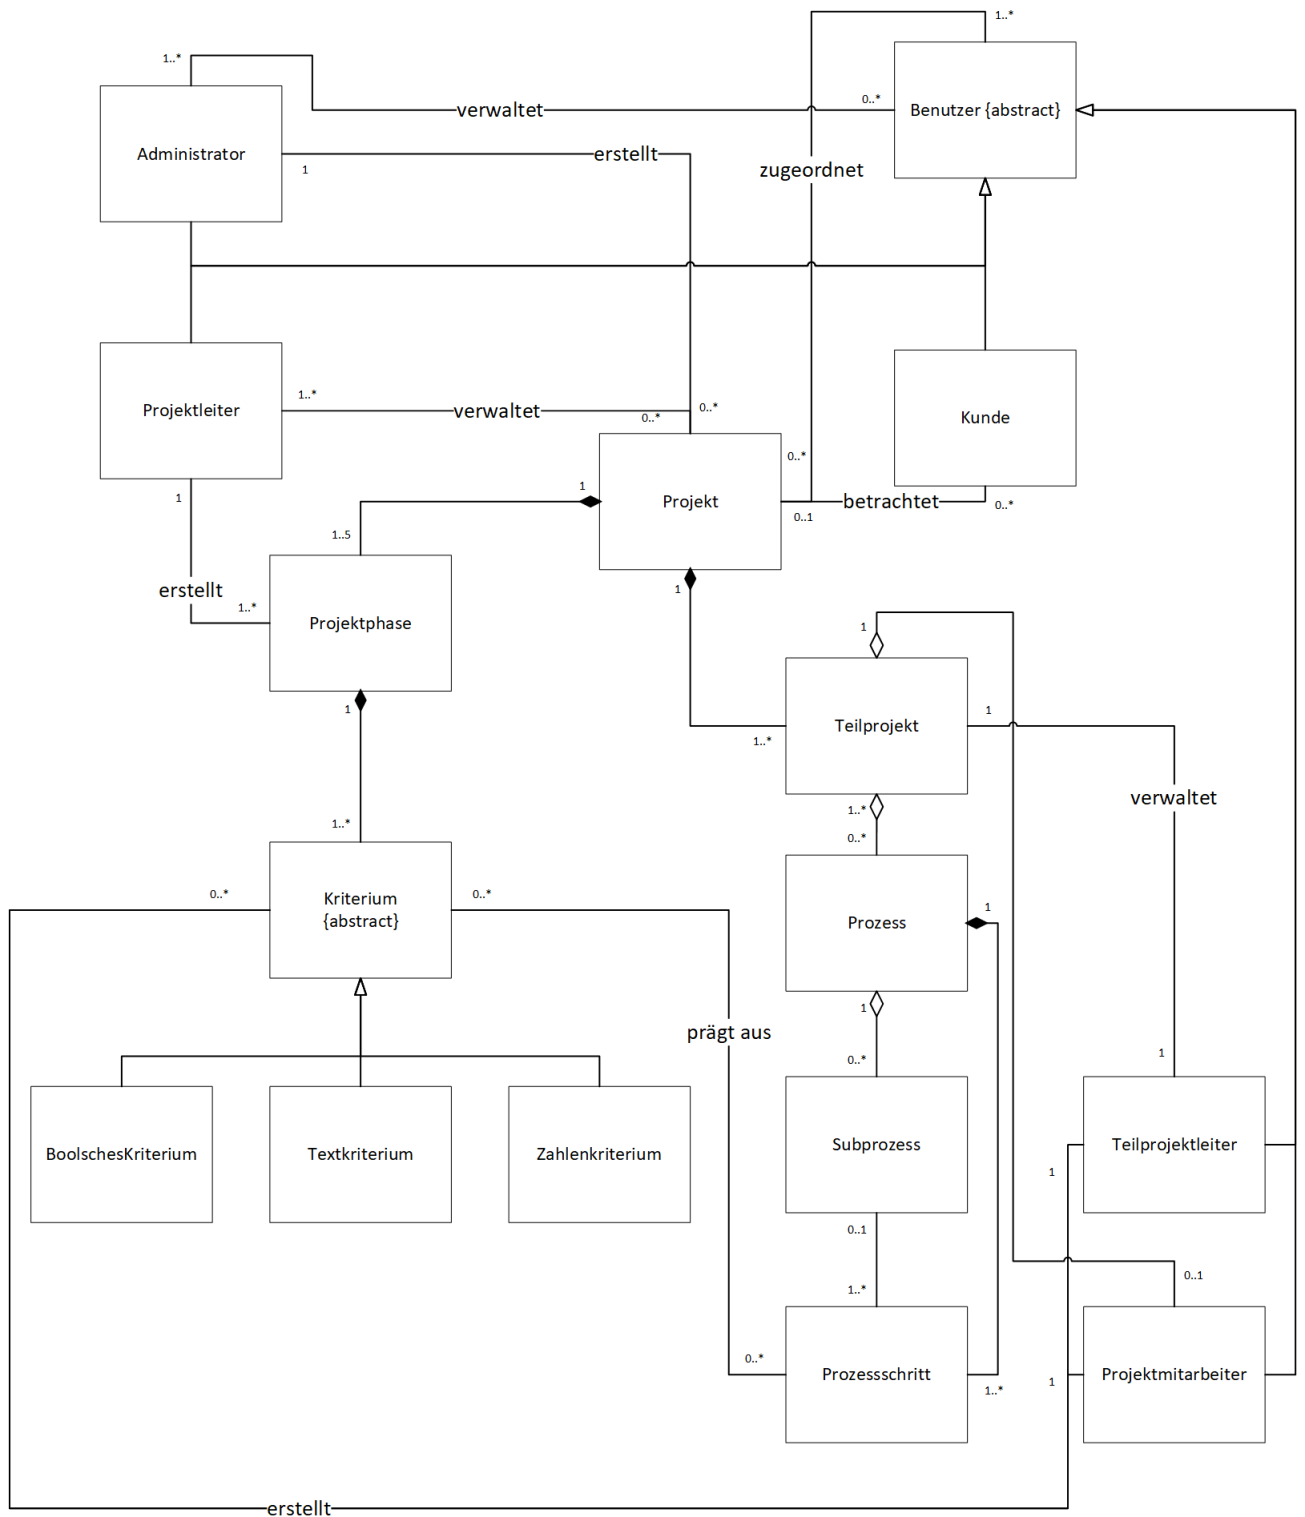 1..*
1..*
Benutzer {abstract}
0..*
verwaltet
Administrator
erstellt
1
zugeordnet
Projektleiter
1..*
verwaltet
0..*
0..*
Kunde
0..*
1
1
Projekt
betrachtet
0..1
0..*
1..5
erstellt
1
1..*
Projektphase
1
1
1
Teilprojekt
1..*
verwaltet
1..*
1..*
0..*
0..*
0..*
Kriterium
{abstract}
1
Prozess
1
prägt aus
0..*
1
BoolschesKriterium
Textkriterium
Zahlenkriterium
Subprozess
Teilprojektleiter
1
0..1
0..1
1..*
0..*
Prozessschritt
1..*
1
Projektmitarbeiter
erstellt